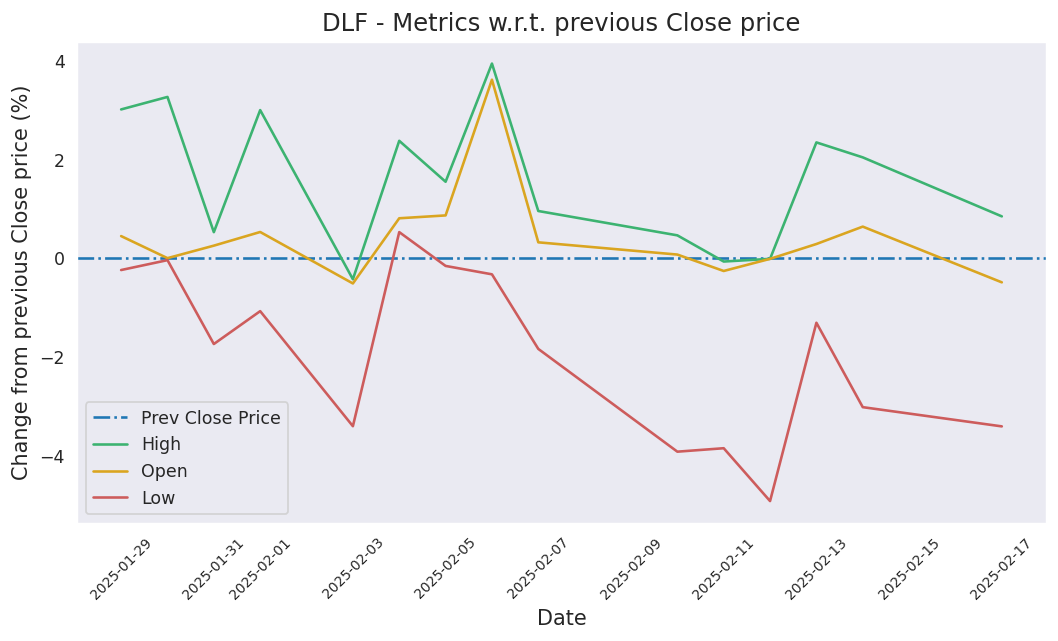 DLF - Metrics w.r.t. previous Close price
Change from previous Close price (%)
4
2
0
−2
−4
Prev Close Price
High
Open
Low
2025-01-29
2025-01-31
2025-02-01
2025-02-03
2025-02-05
2025-02-07
2025-02-09
2025-02-11
2025-02-13
2025-02-15
2025-02-17
Date